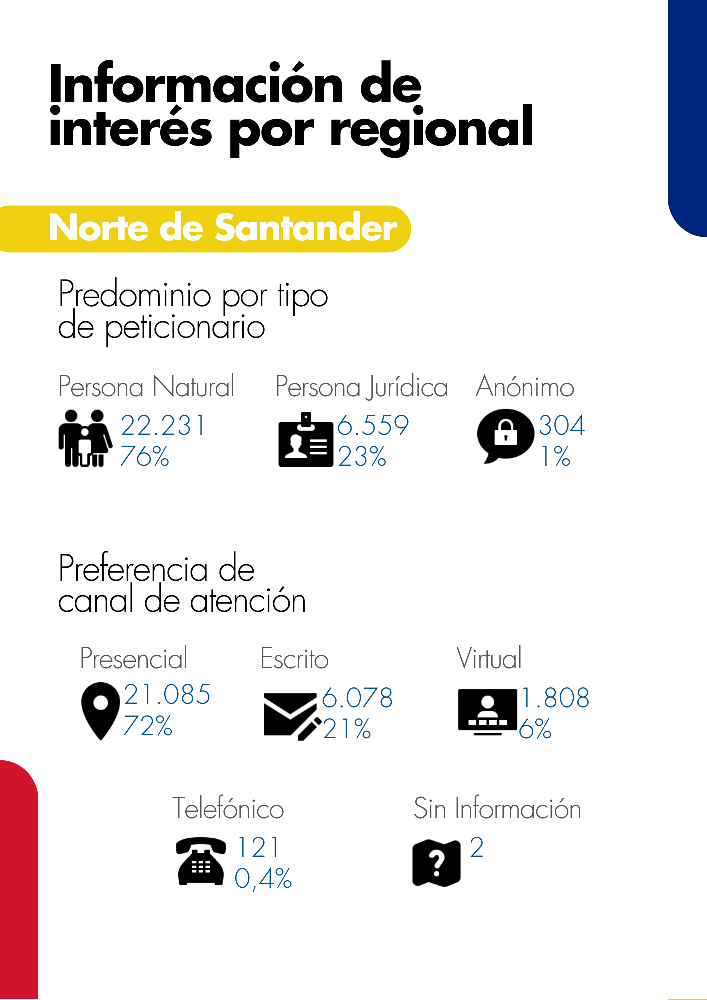 Información de
interés por regional
Norte de Santander
Predominio por tipo
de peticionario
Persona Natural
22.231
76%
Persona Jurídica
6.559
23%
Anónimo
304
1%
Preferencia de
canal de atención
Presencial
21.085
72%
Escrito
6.078
21%
Virtual
1.808
6%
Telefónico
121
0,4%
Sin Información
?
2